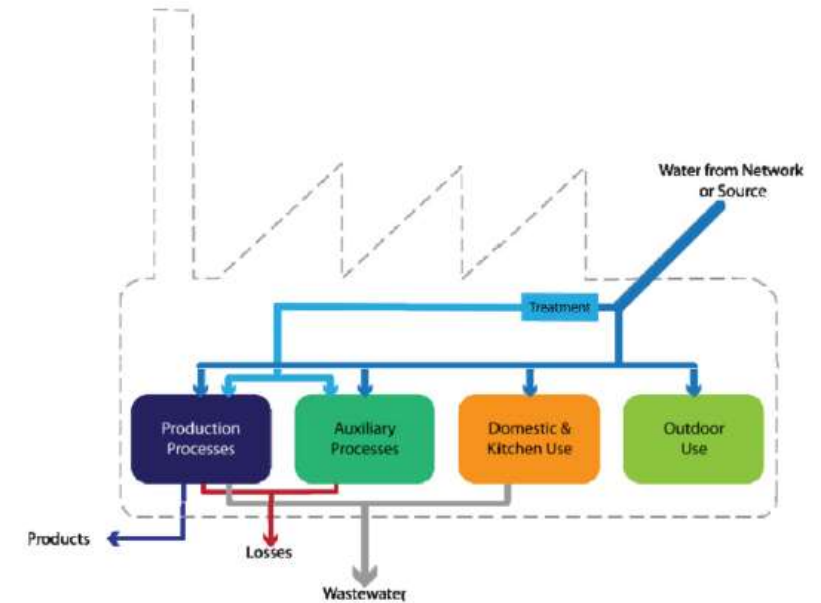 Water from Network
or Source
Treatment
Production
Processes
Auxiliary
Processes
Domestic &
Kitchen Use
Outdoor
Use
Products
Losses
Wastewater